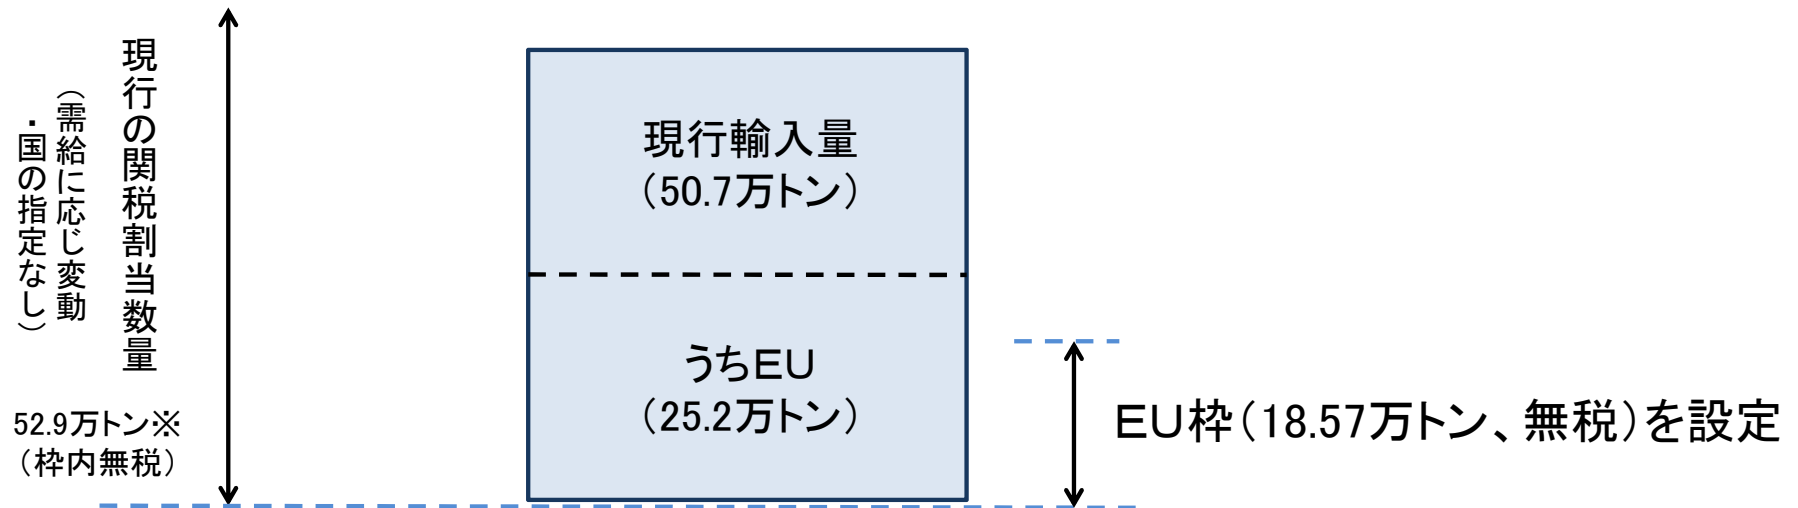 現行の関税割当数量
（需給に応じ変動
・国の指定なし）
52.9万トン※
（枠内無税）
現行輸入量
（50.7万トン）
うちＥＵ
（25.2万トン）
ＥＵ枠（18.57万トン、無税）を設定